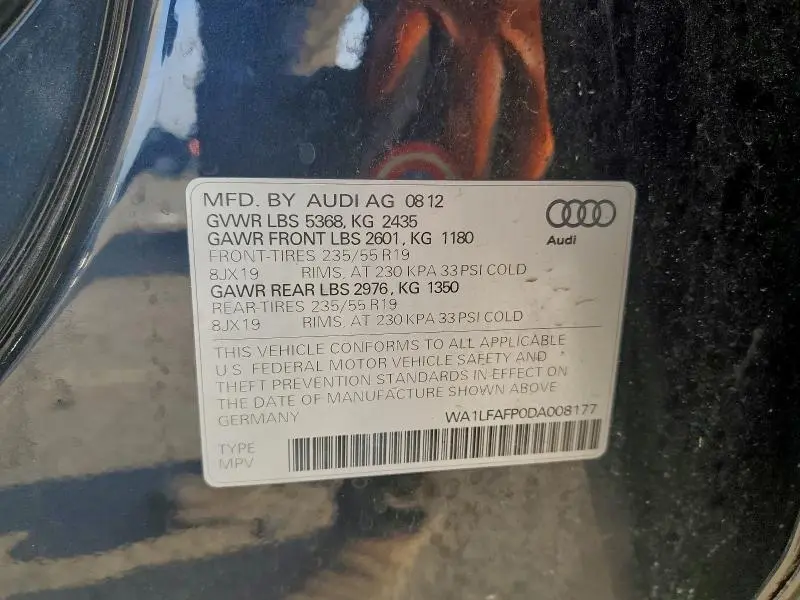 MFD. BY AUDI AG 0812
GVWR LBS 5368, KG 2435
GAWR FRONT LBS 2601, KG 1180
FRONT-TIRES 235/55 R19
8JX19 RIMS, AT 230 KPA 33 PSI COLD
GAWR REAR LBS 2976, KG 1350
REAR-TIRES 235/55 R19
8JX19 RIMS, AT 230 KPA 33 PSI COLD
Audi
THIS VEHICLE CONFORMS TO ALL APPLICABLE
U.S. FEDERAL MOTOR VEHICLE SAFETY AND
THEFT PREVENTION STANDARDS IN EFFECT ON
THE DATE OF MANUFACTURE SHOWN ABOVE
GERMANY WA1LFAFP0DA008177
TYPE
MPV